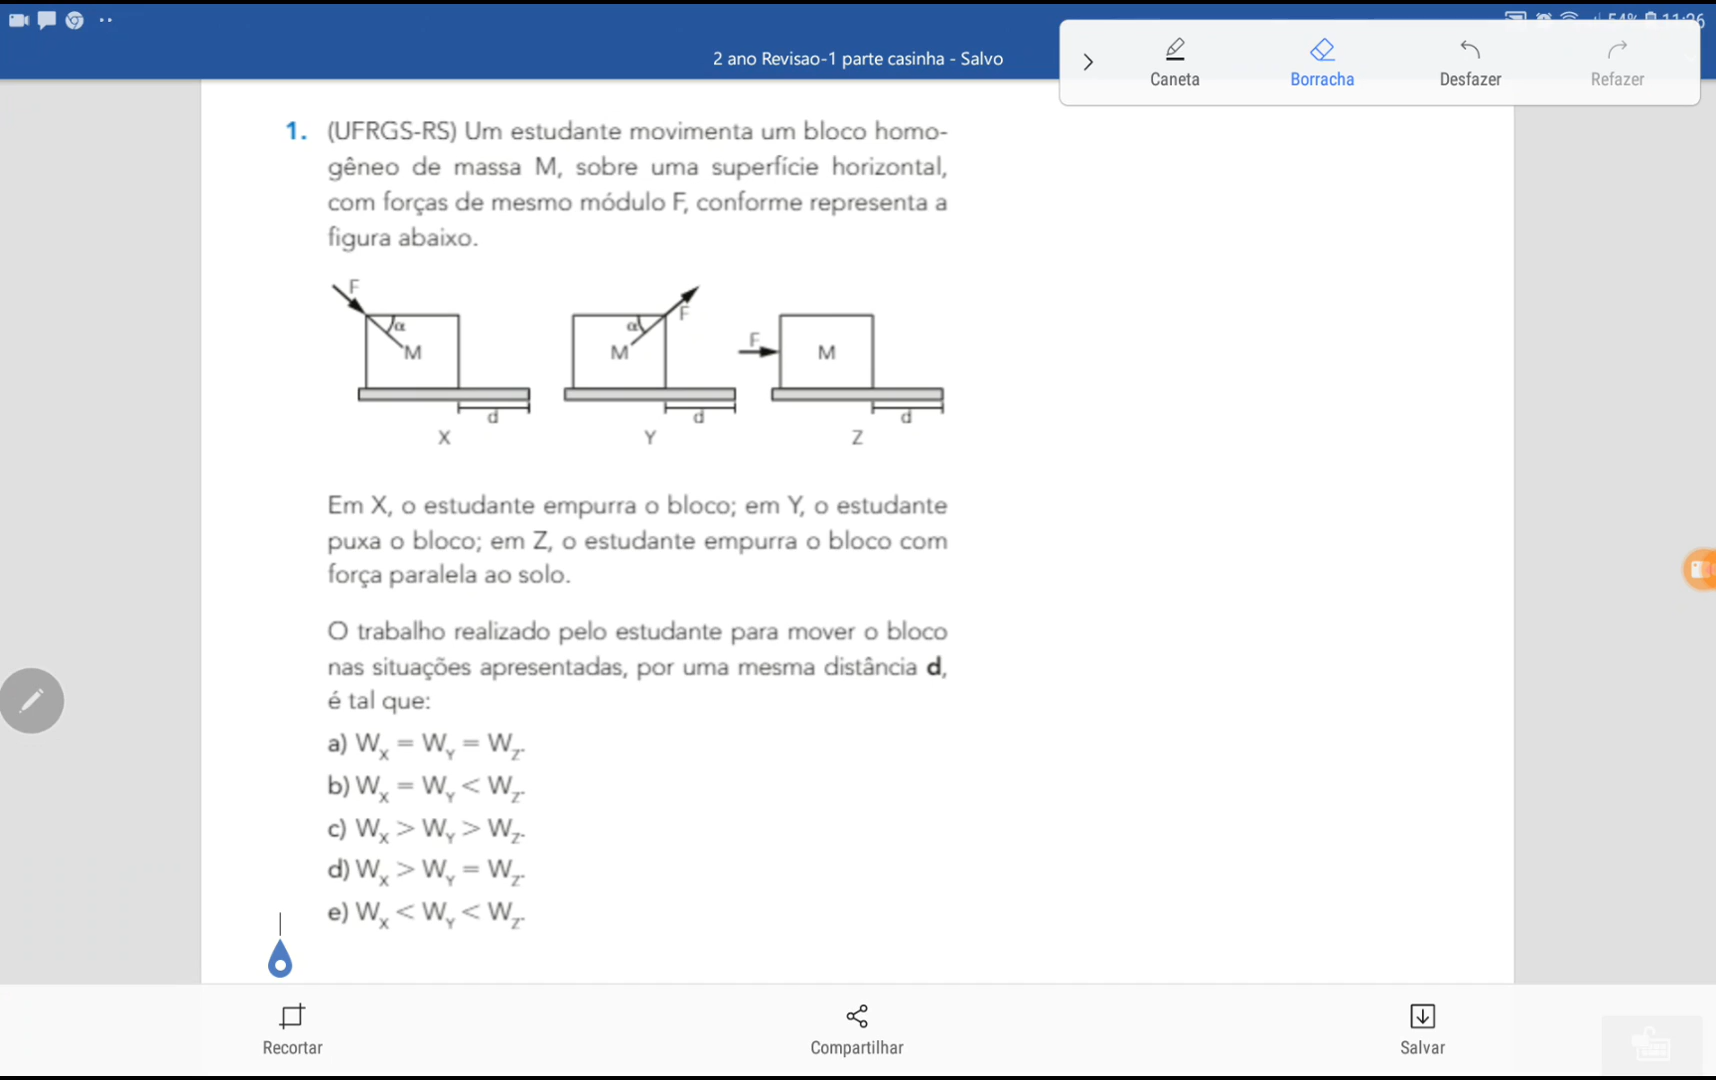 2 ano Revisao-1 parte casinha - Salvo
Caneta
Borracha
Desfazer
Refazer
1. (UFRGS-RS) Um estudante movimenta um bloco homo-
gêneo de massa M, sobre uma superfície horizontal,
com forças de mesmo módulo F, conforme representa a
figura abaixo.
F α M d X
F α M d Y
F M d Z
Em X, o estudante empurra o bloco; em Y, o estudante
puxa o bloco; em Z, o estudante empurra o bloco com
força paralela ao solo.
O trabalho realizado pelo estudante para mover o bloco
nas situações apresentadas, por uma mesma distância d,
é tal que:
a) Wx = WY = WZ.
b) Wx = WY < WZ.
c) Wx > WY > WZ.
d) Wx > WY = WZ.
e) Wx < WY < WZ.
Recortar
Compartilhar
Salvar